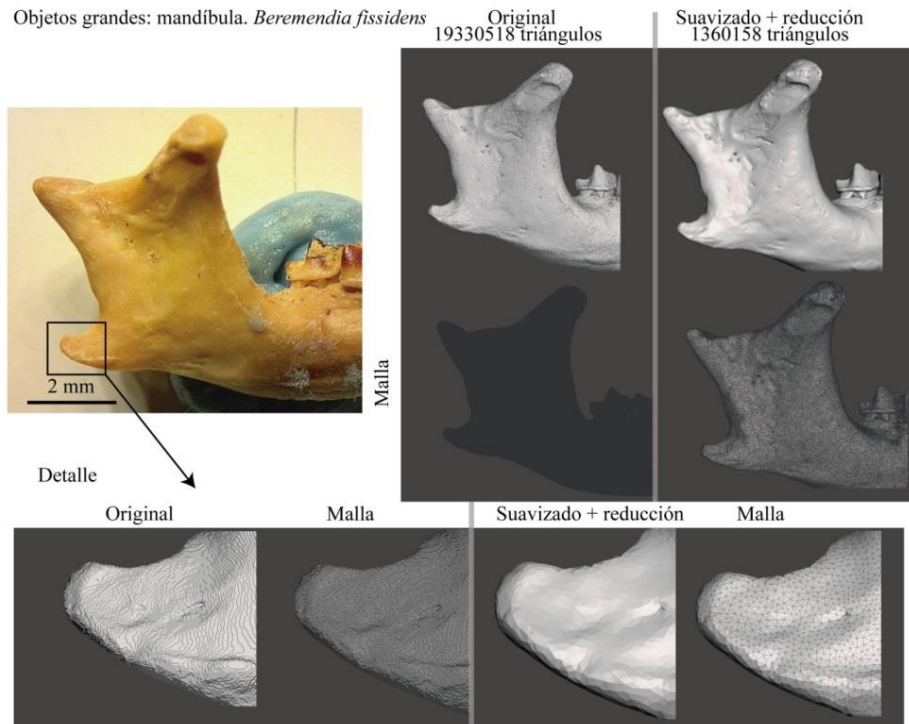 Objetos grandes: mandíbula. Beremendia fissidens
Original
19330518 triángulos
Suavizado + reducción
1360158 triángulos
2 mm
Malla
Detalle
Original
Malla
Suavizado + reducción
Malla